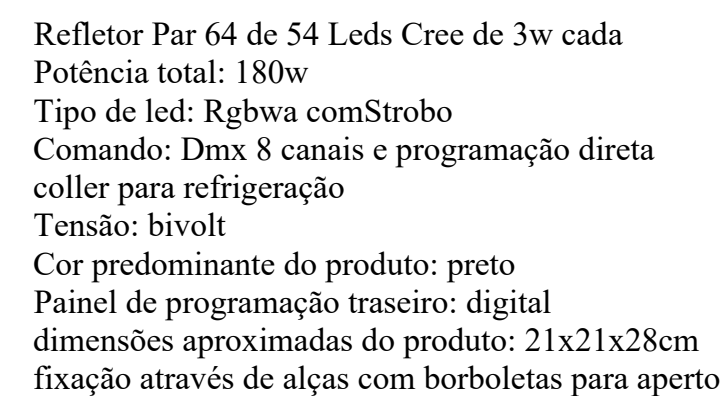 Refletor Par 64 de 54 Leds Cree de 3w cada
Potência total: 180w
Tipo de led: Rgbwa comStrobo
Comando: Dmx 8 canais e programação direta
coller para refrigeração
Tensão: bivolt
Cor predominante do produto: preto
Painel de programação traseiro: digital
dimensões aproximadas do produto: 21x21x28cm
fixação através de alças com borboletas para aperto